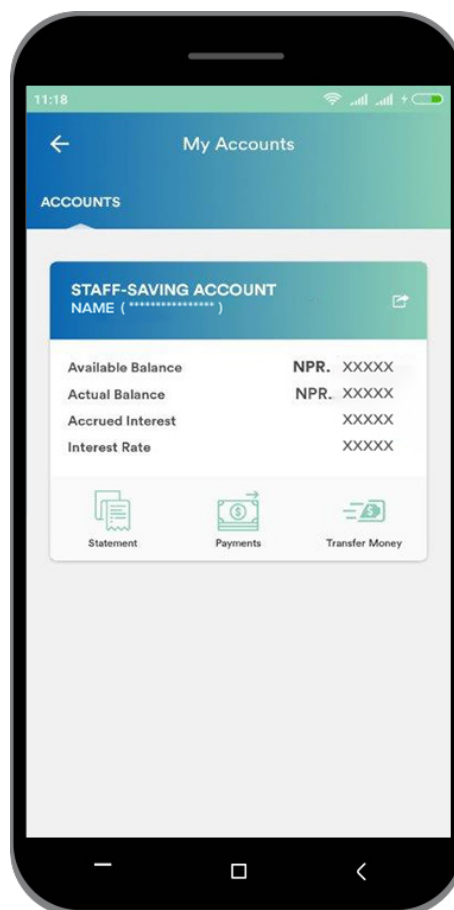 11:18
My Accounts
ACCOUNTS
STAFF-SAVING ACCOUNT
NAME ( **************** )
Available Balance NPR. XXXXX
Actual Balance NPR. XXXXX
Accrued Interest XXXXX
Interest Rate XXXXX
Statement Payments Transfer Money